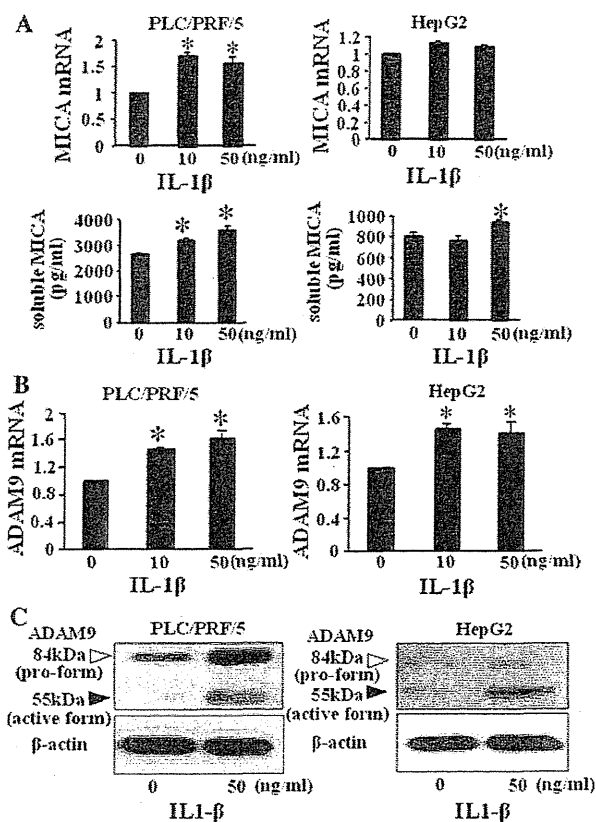 A
PLC/PRF/5
MICA mRNA
2
1.5
1
0.5
0
*
*
0 10 50 (ng/ml)
IL-1β
HepG2
MICA mRNA
1.2
1
0.8
0.6
0.4
0.2
0
0 10 50 (ng/ml)
IL-1β
soluble MICA
(pg/ml)
4000
3000
2000
1000
0
*
*
0 10 50 (ng/ml)
IL-1β
soluble MICA
(pg/ml)
1000
800
600
400
200
0
*
0 10 50 (ng/ml)
IL-1β
B
PLC/PRF/5
ADAM9 mRNA
2
1.6
1.2
0.8
0.4
0
*
*
0 10 50 (ng/ml)
IL-1β
HepG2
ADAM9 mRNA
1.6
1.2
0.8
0.4
0
*
*
0 10 50 (ng/ml)
IL-1β
C
ADAM9
PLC/PRF/5
84kDa
(pro-form)
55kDa
(active form)
β-actin
0 50 (ng/ml)
IL1-β
ADAM9
HepG2
84kDa
(pro-form)
55kDa
(active form)
β-actin
0 50 (ng/ml)
IL1-β